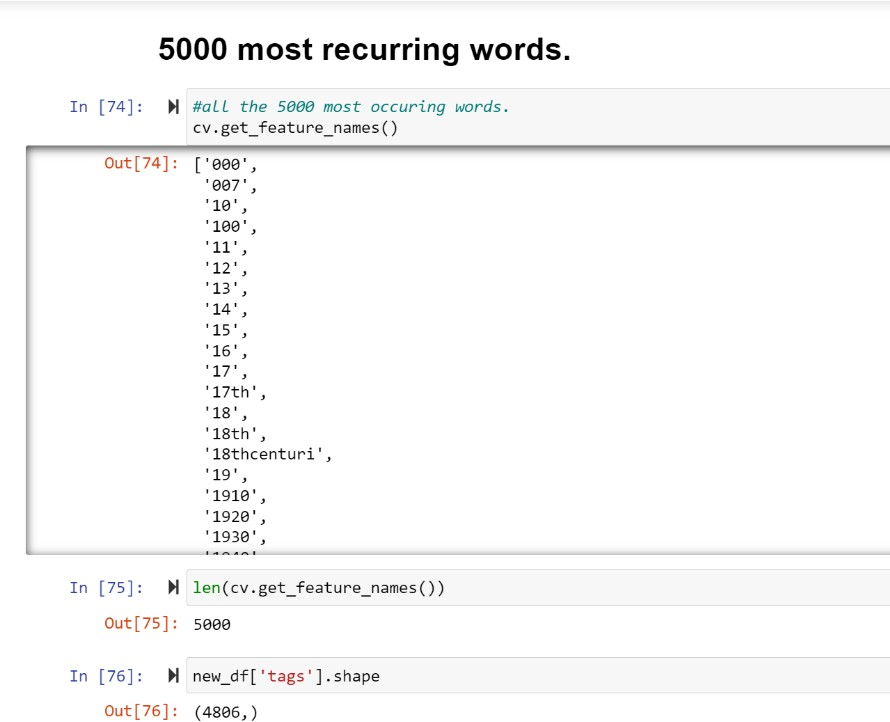 5000 most recurring words.
In [74]: #all the 5000 most occuring words.
cv.get_feature_names()
Out[74]: ['000',
'007',
'10',
'100',
'11',
'12',
'13',
'14',
'15',
'16',
'17',
'17th',
'18',
'18th',
'18thcenturi',
'19',
'1910',
'1920',
'1930',
In [75]: len(cv.get_feature_names())
Out[75]: 5000
In [76]: new_df['tags'].shape
Out[76]: (4806,)